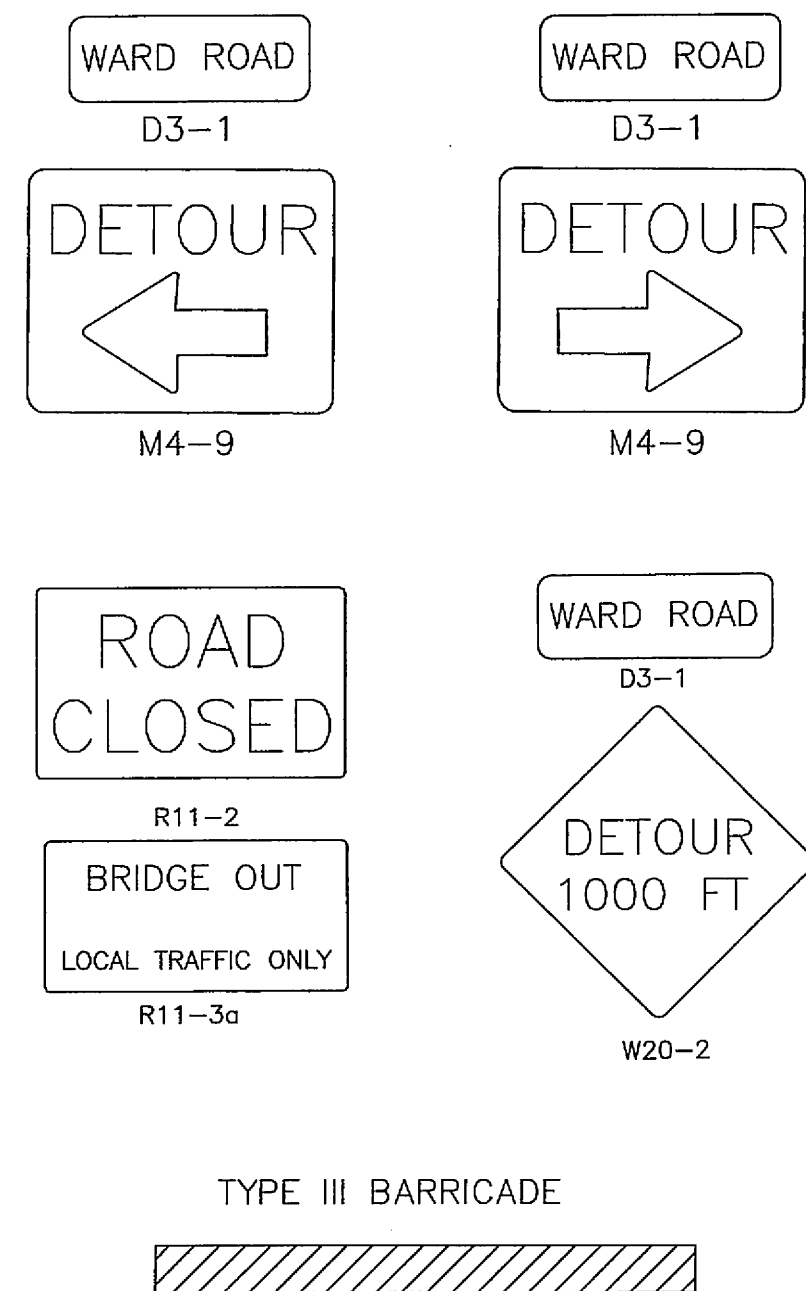 WARD ROAD
D3-1
DETOUR
M4-9
WARD ROAD
D3-1
DETOUR
M4-9
ROAD
CLOSED
R11-2
BRIDGE OUT
LOCAL TRAFFIC ONLY
R11-3a
WARD ROAD
D3-1
DETOUR
1000 FT
W20-2
TYPE III BARRICADE